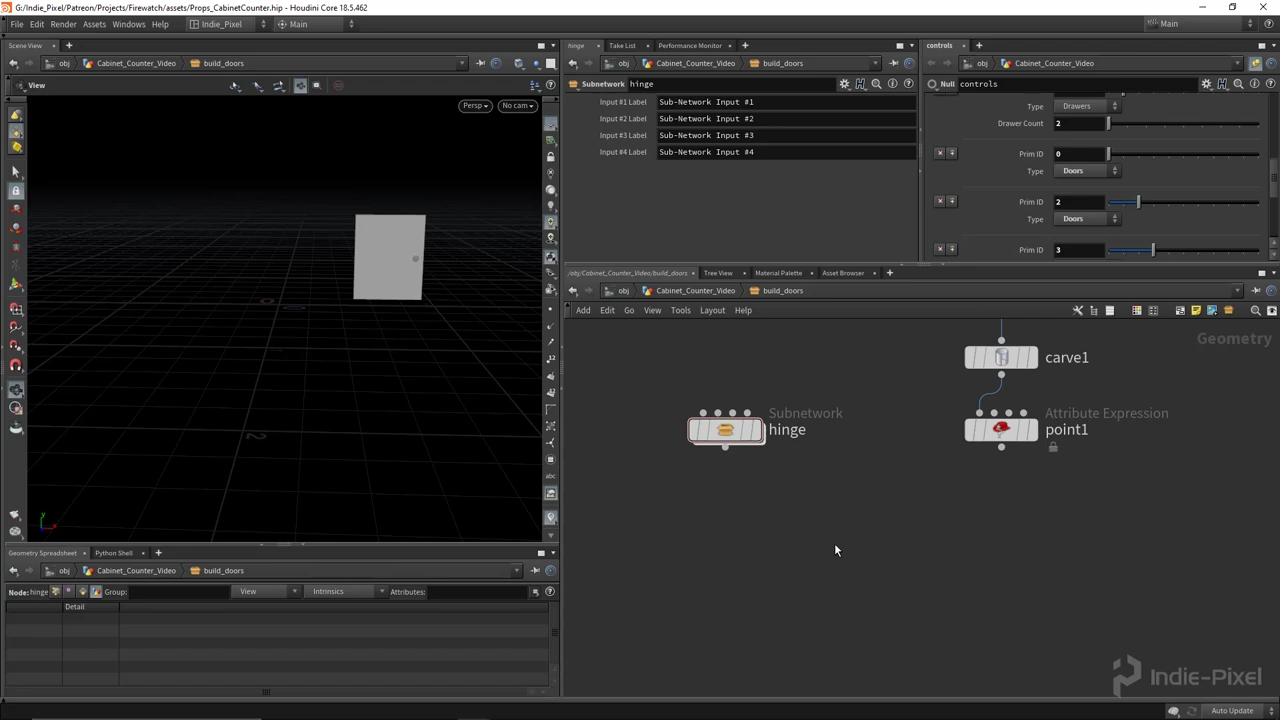 G:/Indie_Pixel/Patreon/Projects/Firewatch/assets/Props_CabinetCounter.hip - Houdini Core 18.5.462
File Edit Render Assets Windows Help Indie_Pixel Main Main
Scene View
obj Cabinet_Counter_Video build_doors
View
Persp No cam
2
hinge Take List Performance Monitor
obj Cabinet_Counter_Video build_doors
Subnetwork hinge
Input #1 Label Sub-Network Input #1
Input #2 Label Sub-Network Input #2
Input #3 Label Sub-Network Input #3
Input #4 Label Sub-Network Input #4
controls
obj Cabinet_Counter_Video
Null controls
Type Drawers
Drawer Count 2
Prim ID 0
Type Doors
Prim ID 2
Type Doors
Prim ID 3
/obj/Cabinet_Counter_Video/build_doors Tree View Material Palette Asset Browser
obj Cabinet_Counter_Video build_doors
Add Edit Go View Tools Layout Help
Geometry
carve1
Subnetwork
hinge
Attribute Expression
point1
Geometry Spreadsheet Python Shell
obj Cabinet_Counter_Video build_doors
Node: hinge Group: View Intrinsics Attributes:
Detail
Indie-Pixel
Auto Update